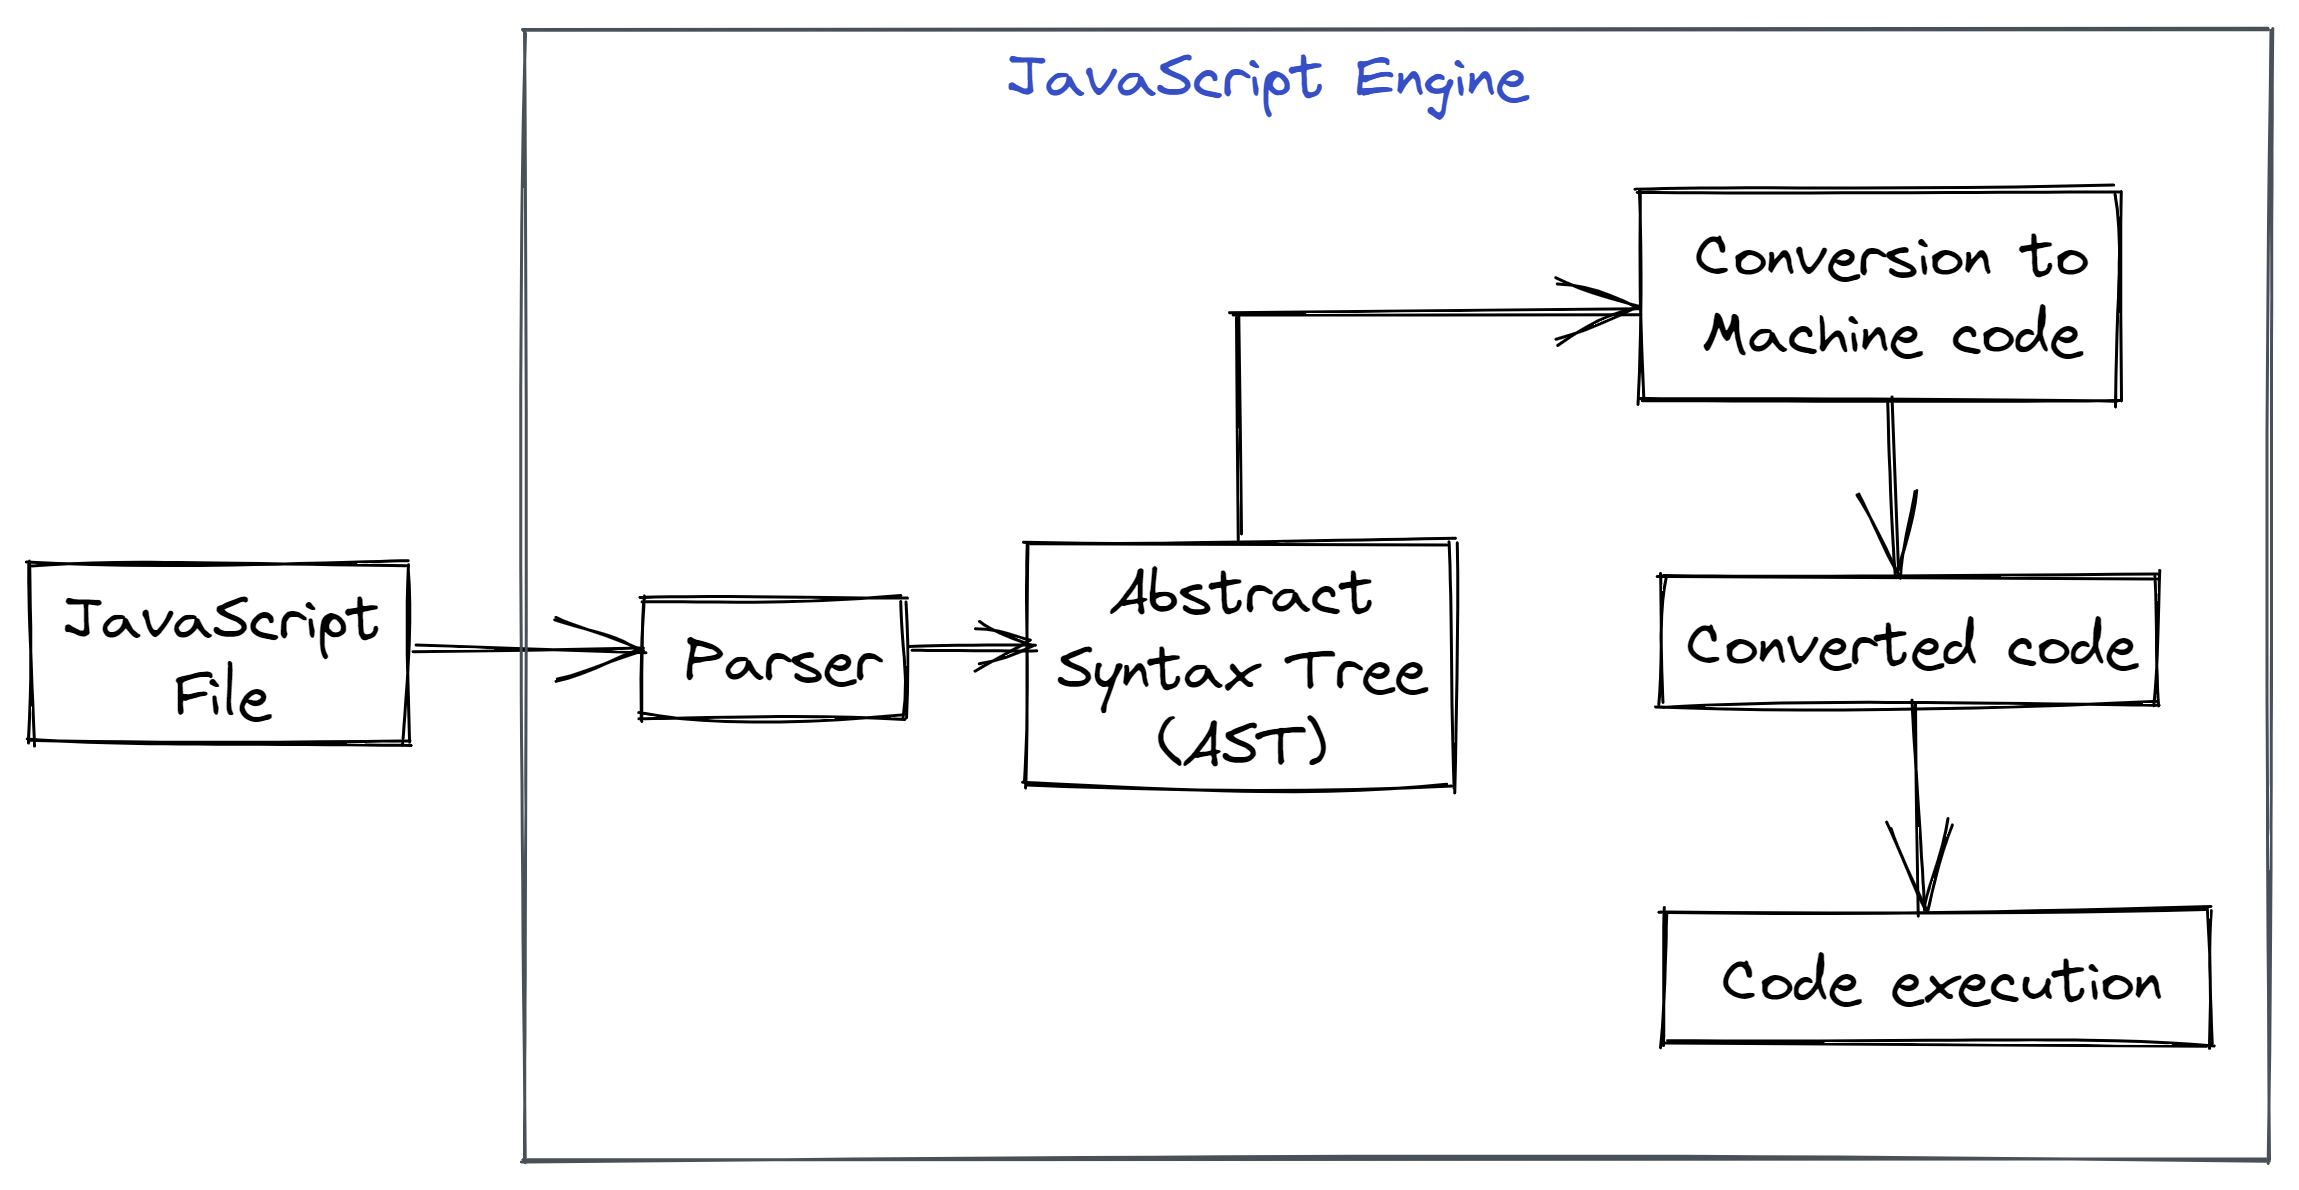 JavaScript Engine
Conversion to
Machine code
JavaScript
File
Parser
Abstract
Syntax Tree
(AST)
Converted code
Code execution